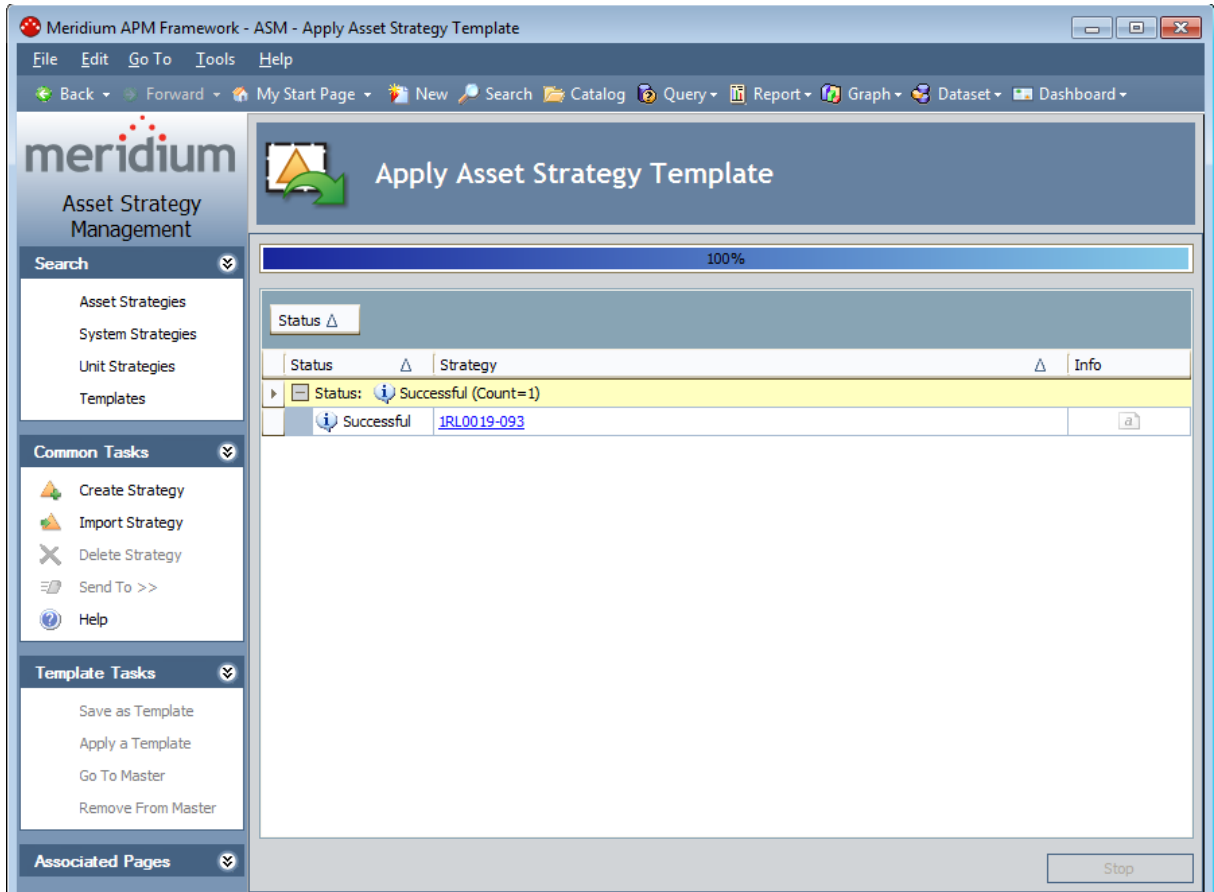 Meridium APM Framework - ASM - Apply Asset Strategy Template
File Edit Go To Tools Help
Back Forward My Start Page New Search Catalog Query Report Graph Dataset Dashboard
meridium
Asset Strategy
Management
Apply Asset Strategy Template
Search
Asset Strategies
System Strategies
Unit Strategies
Templates
Common Tasks
Create Strategy
Import Strategy
Delete Strategy
Send To >>
Help
Template Tasks
Save as Template
Apply a Template
Go To Master
Remove From Master
Associated Pages
100%
Status
Status Strategy Info
Status: Successful (Count=1)
Successful 1RL0019-093 a
Stop